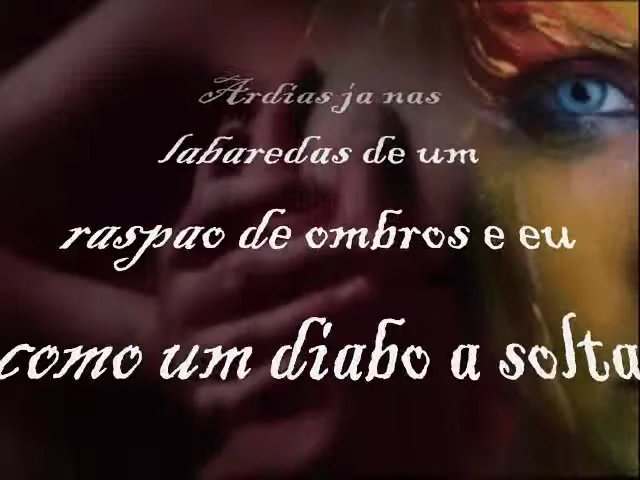 Ardias ja nas
labaredas de um
raspao de ombros e eu
como um diabo a solta